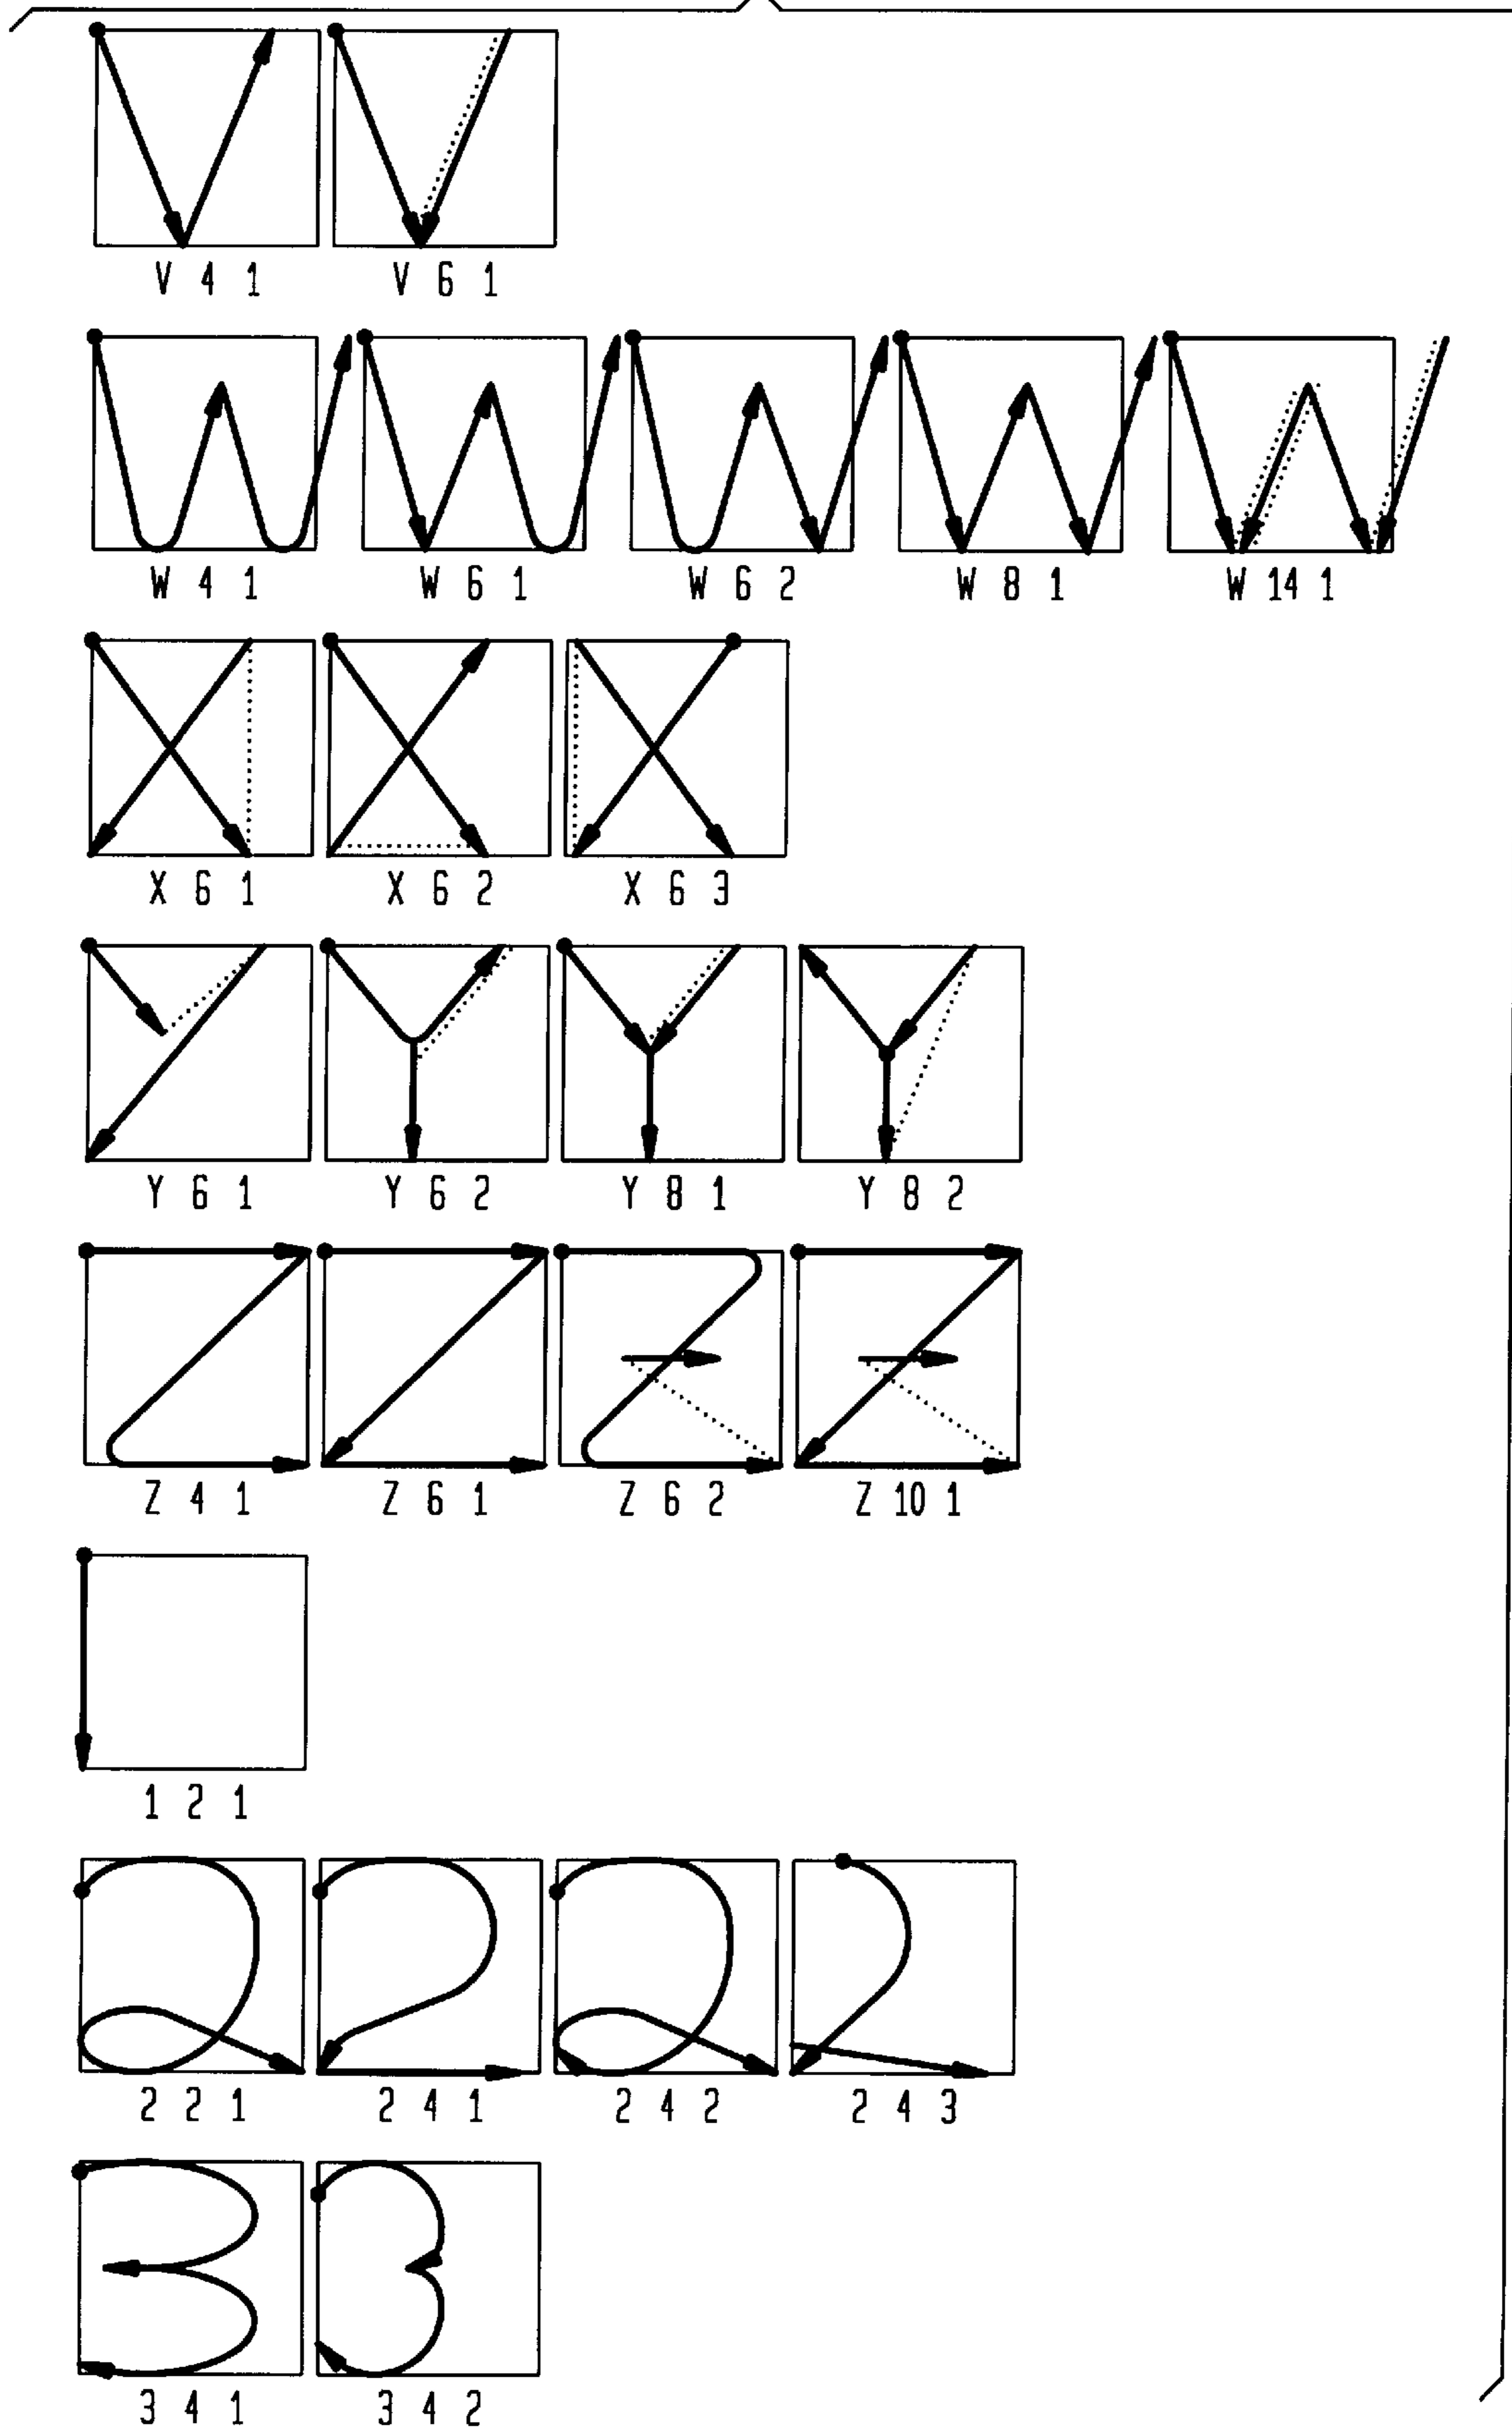 V 4 1 V 6 1
W 4 1 W 6 1 W 6 2 W 8 1 W 14 1
X 6 1 X 6 2 X 6 3
Y 6 1 Y 6 2 Y 8 1 Y 8 2
Z 4 1 Z 6 1 Z 6 2 Z 10 1
1 2 1
2 2 1 2 4 1 2 4 2 2 4 3
3 4 1 3 4 2